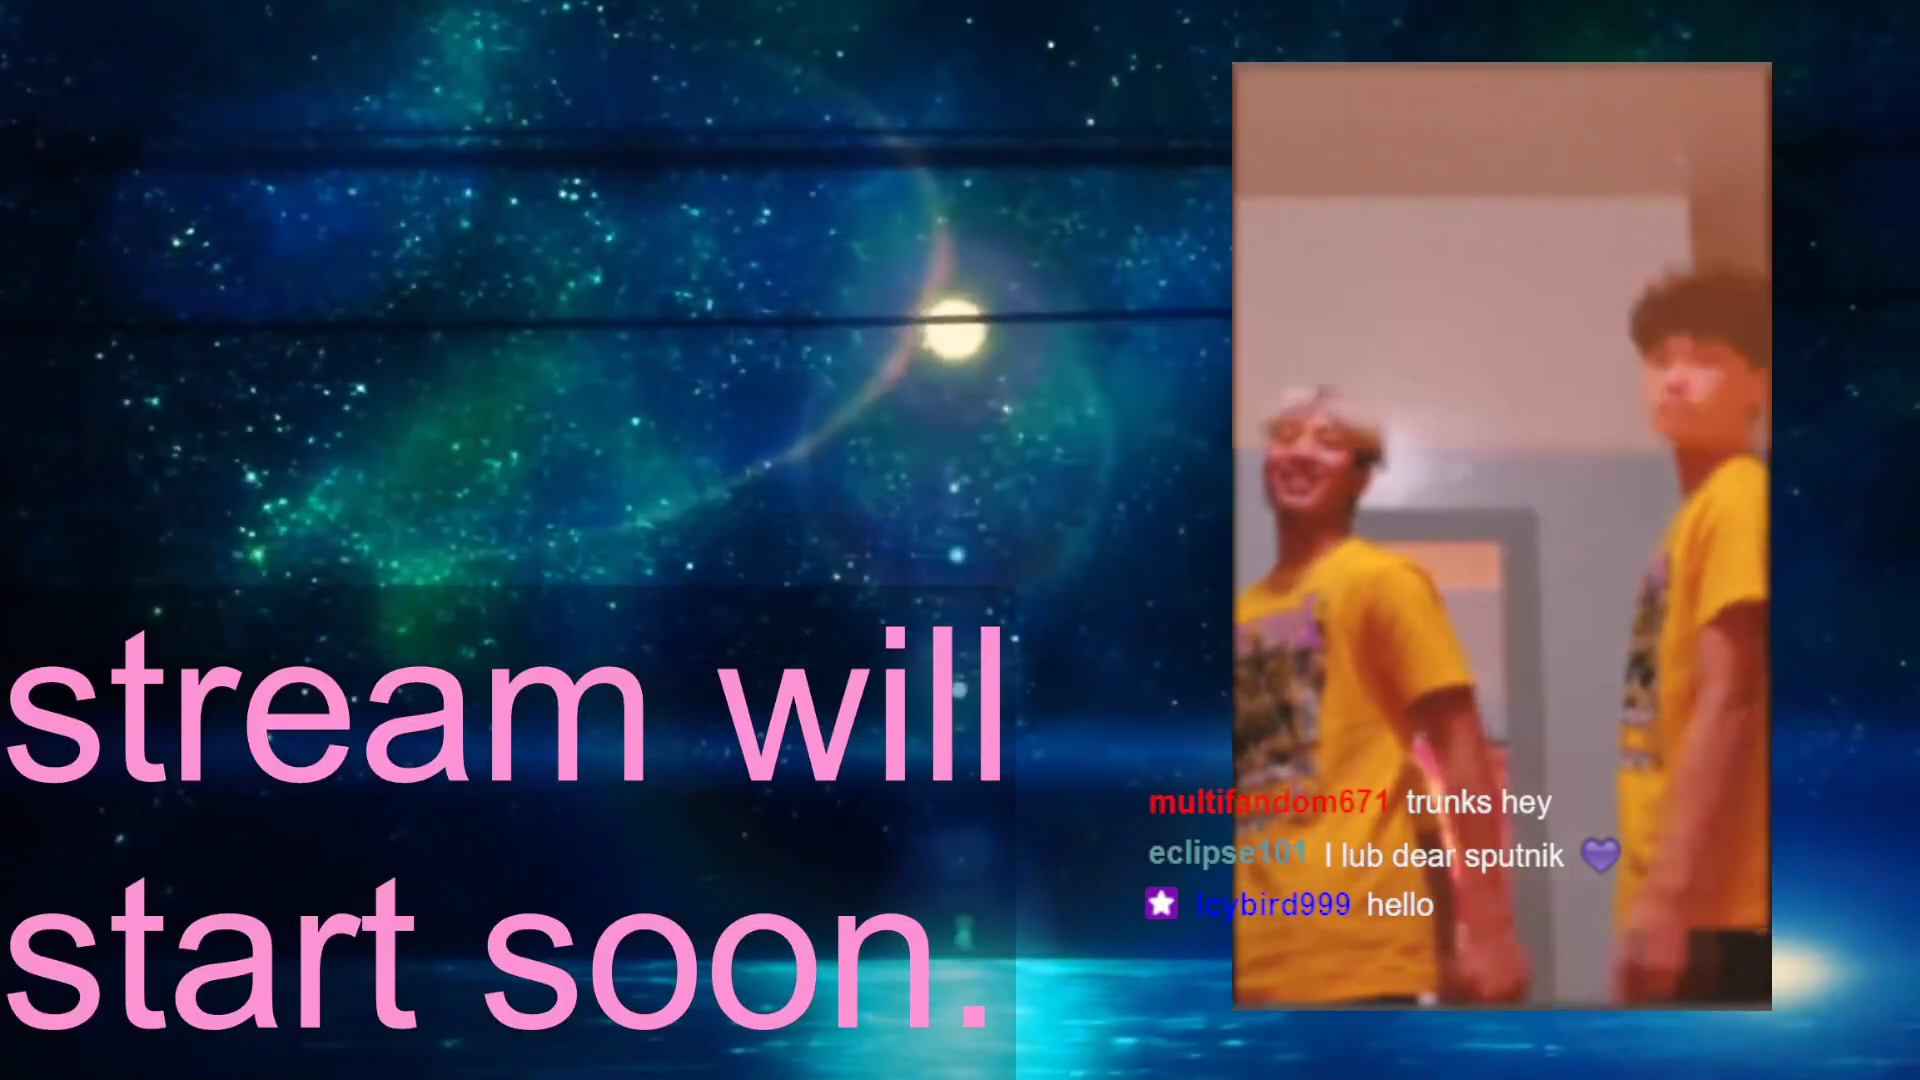 stream will
start soon.
multifandom671 trunks hey
eclipse101 I lub dear sputnik 💜
Icybird999 hello